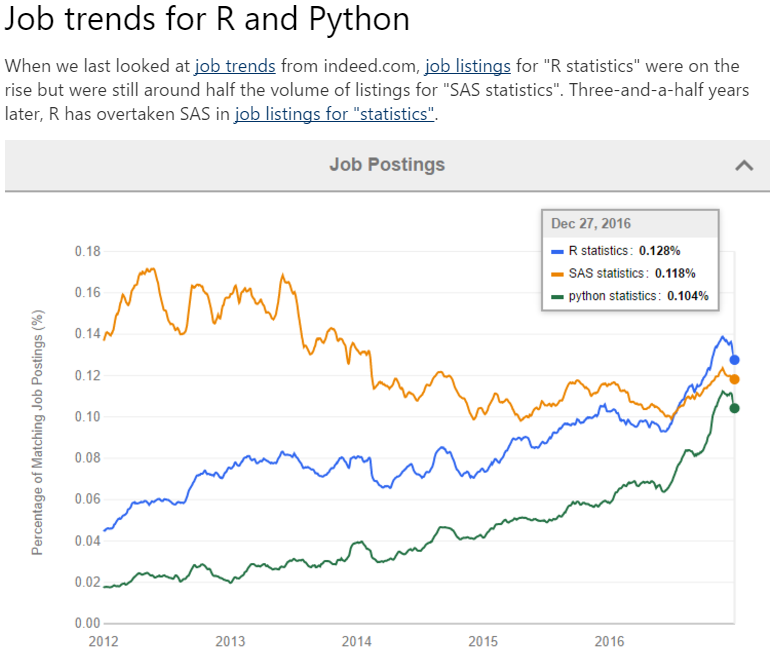 Job trends for R and Python
When we last looked at job trends from indeed.com, job listings for "R statistics" were on the
rise but were still around half the volume of listings for "SAS statistics". Three-and-a-half years
later, R has overtaken SAS in job listings for "statistics".
Job Postings
Dec 27, 2016
R statistics: 0.128%
SAS statistics: 0.118%
python statistics: 0.104%
Percentage of Matching Job Postings (%)
0.18
0.16
0.14
0.12
0.10
0.08
0.06
0.04
0.02
0.00
2012 2013 2014 2015 2016